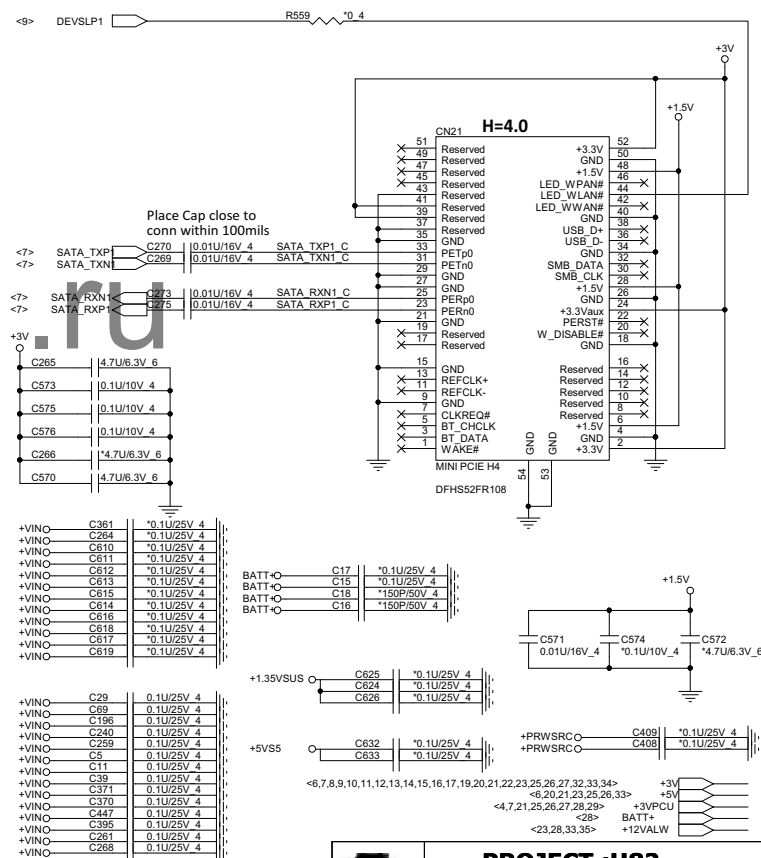 <9> DEVSLP1 R559 *0_4
+3V
+1.5V
CN21 H=4.0
51 Reserved +3.3V 52
49 Reserved GND 50
47 Reserved +1.5V 48
45 Reserved LED_WPAN# 46
43 Reserved LED_WLAN# 44
41 Reserved LED_WWAN# 42
39 Reserved GND 40
37 Reserved USB_D+ 38
35 GND USB_D- 36
33 PETp0 GND 34
31 PETn0 SMB_DATA 32
29 GND SMB_CLK 30
27 GND +1.5V 28
25 PERp0 GND 26
23 PERn0 +3.3Vaux 24
21 GND PERST# 22
19 Reserved W_DISABLE# 20
17 Reserved GND 18
15 GND Reserved 16
13 REFCLK+ Reserved 14
11 REFCLK- Reserved 12
9 GND Reserved 10
7 CLKREQ# Reserved 8
5 BT_CHCLK +1.5V 6
3 BT_DATA GND 4
1 WAKE# +3.3V 2
GND GND
54 53
MINI PCIE H4
DFHS52FR108
Place Cap close to
conn within 100mils
<7> SATA_TXP1 C270 0.01U/16V_4 SATA_TXP1_C
<7> SATA_TXN1 C269 0.01U/16V_4 SATA_TXN1_C
<7> SATA_RXN1 C273 0.01U/16V_4 SATA_RXN1_C
<7> SATA_RXP1 C275 0.01U/16V_4 SATA_RXP1_C
.ru
+3V
C265 4.7U/6.3V_6
C573 0.1U/10V_4
C575 0.1U/10V_4
C576 0.1U/10V_4
C266 *4.7U/6.3V_6
C570 4.7U/6.3V_6
+VIN C361 *0.1U/25V_4
+VIN C264 *0.1U/25V_4
+VIN C610 *0.1U/25V_4
+VIN C611 *0.1U/25V_4
+VIN C612 *0.1U/25V_4
+VIN C613 *0.1U/25V_4
+VIN C615 *0.1U/25V_4
+VIN C614 *0.1U/25V_4
+VIN C616 *0.1U/25V_4
+VIN C618 *0.1U/25V_4
+VIN C617 *0.1U/25V_4
+VIN C619 *0.1U/25V_4
BATT+ C17 *0.1U/25V_4
BATT+ C15 *0.1U/25V_4
BATT+ C18 *150P/50V_4
BATT+ C16 *150P/50V_4
+1.5V
C571 0.01U/16V_4
C574 *0.1U/10V_4
C572 *4.7U/6.3V_6
+1.35VSUS C625 *0.1U/25V_4
C624 *0.1U/25V_4
C626 *0.1U/25V_4
+5VS5 C632 *0.1U/25V_4
C633 *0.1U/25V_4
+PRWSRC C409 *0.1U/25V_4
+PRWSRC C408 *0.1U/25V_4
+VIN C29 0.1U/25V_4
+VIN C69 0.1U/25V_4
+VIN C196 0.1U/25V_4
+VIN C240 0.1U/25V_4
+VIN C259 0.1U/25V_4
+VIN C5 0.1U/25V_4
+VIN C11 0.1U/25V_4
+VIN C39 0.1U/25V_4
+VIN C371 0.1U/25V_4
+VIN C370 0.1U/25V_4
+VIN C447 0.1U/25V_4
+VIN C395 0.1U/25V_4
+VIN C261 0.1U/25V_4
+VIN C268 0.1U/25V_4
<6,7,8,9,10,11,12,13,14,15,16,17,19,20,21,22,23,25,26,27,32,33,34> +3V
<6,20,21,23,25,26,33> +5V
<4,7,21,25,26,27,28,29> +3VPCU
<28> BATT+
<23,28,33,35> +12VALW
PROJECT :U83